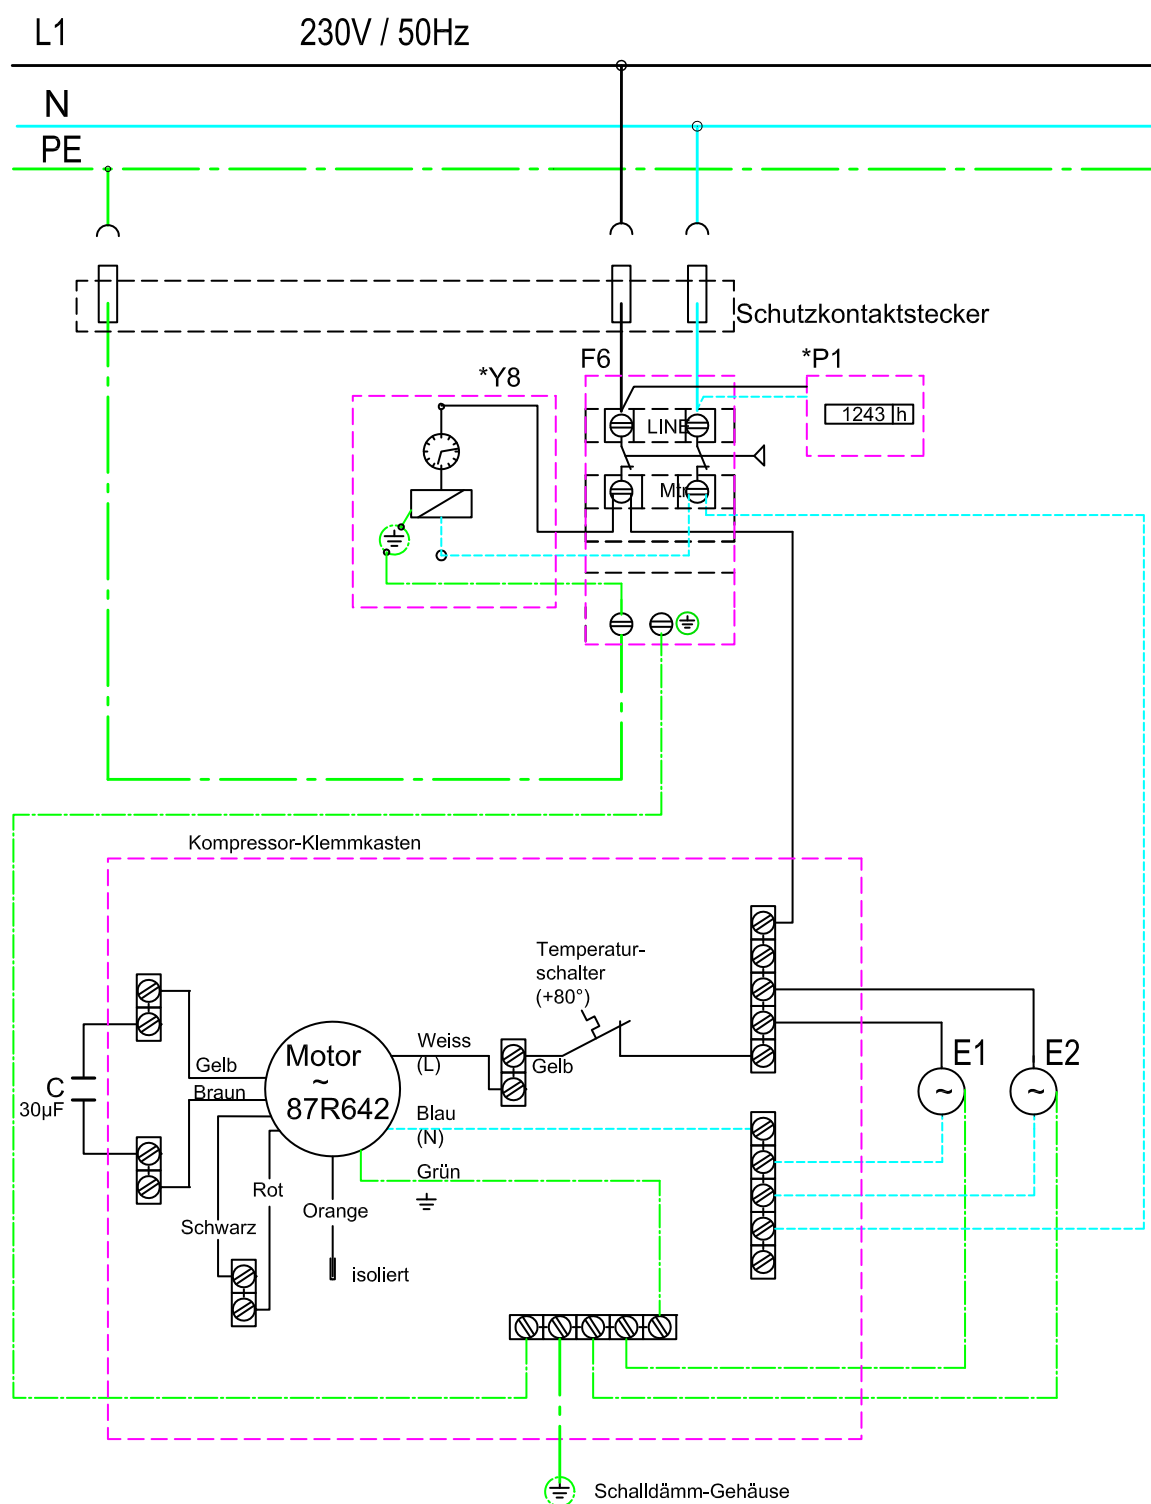 L1
230V / 50Hz
N
PE
Schutzkontaktstecker
F6
*P1
*Y8
1243 h
LINE
Mtr
Kompressor-Klemmkasten
Temperatur-
schalter
(+80°)
Weiss
(L)
Gelb
Motor
~
87R642
Gelb
Braun
C
30µF
E1
E2
~
~
Blau
(N)
Grün
Rot
Orange
Schwarz
isoliert
Schalldämm-Gehäuse